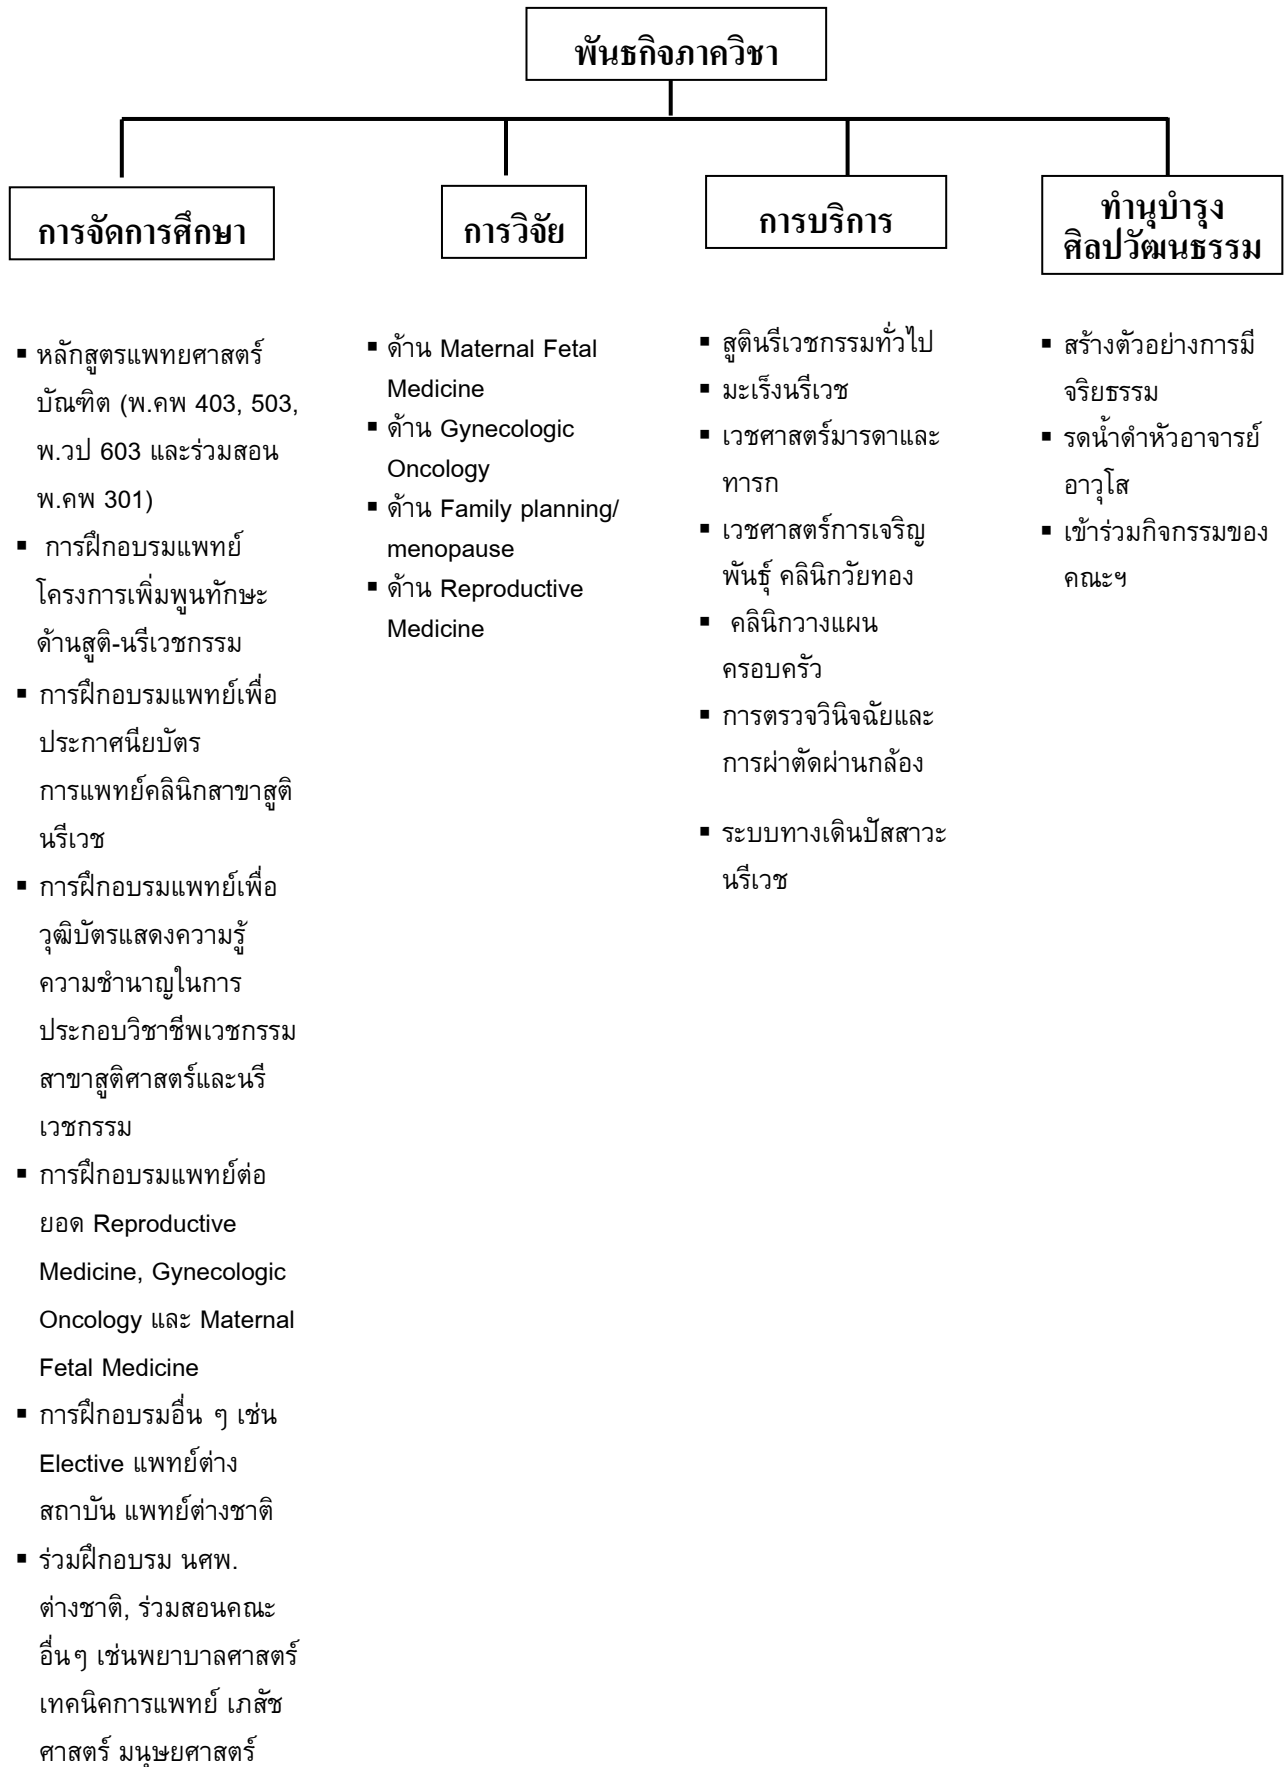 พันธกิจภาควิชา
การจัดการศึกษา
▪ หลักสูตรแพทยศาสตร์
บัณฑิต (พ.คพ 403, 503,
พ.วป 603 และร่วมสอน
พ.คพ 301)
▪ การฝึกอบรมแพทย์
โครงการเพิ่มพูนทักษะ
ด้านสูติ-นรีเวชกรรม
▪ การฝึกอบรมแพทย์เพื่อ
ประกาศนียบัตร
การแพทย์คลินิกสาขาสูติ
นรีเวช
▪ การฝึกอบรมแพทย์เพื่อ
วุฒิบัตรแสดงความรู้
ความชำนาญในการ
ประกอบวิชาชีพเวชกรรม
สาขาสูติศาสตร์และนรี
เวชกรรม
▪ การฝึกอบรมแพทย์ต่อ
ยอด Reproductive
Medicine, Gynecologic
Oncology และ Maternal
Fetal Medicine
▪ การฝึกอบรมอื่น ๆ เช่น
Elective แพทย์ต่าง
สถาบัน แพทย์ต่างชาติ
▪ ร่วมฝึกอบรม นศพ.
ต่างชาติ, ร่วมสอนคณะ
อื่นๆ เช่นพยาบาลศาสตร์
เทคนิคการแพทย์ เภสัช
ศาสตร์ มนุษยศาสตร์
การวิจัย
▪ ด้าน Maternal Fetal
Medicine
▪ ด้าน Gynecologic
Oncology
▪ ด้าน Family planning/
menopause
▪ ด้าน Reproductive
Medicine
การบริการ
▪ สูตินรีเวชกรรมทั่วไป
▪ มะเร็งนรีเวช
▪ เวชศาสตร์มารดาและ
ทารก
▪ เวชศาสตร์การเจริญ
พันธุ์ คลินิกวัยทอง
▪ คลินิกวางแผน
ครอบครัว
▪ การตรวจวินิจฉัยและ
การผ่าตัดผ่านกล้อง
▪ ระบบทางเดินปัสสาวะ
นรีเวช
ทำนุบำรุง
ศิลปวัฒนธรรม
▪ สร้างตัวอย่างการมี
จริยธรรม
▪ รดน้ำดำหัวอาจารย์
อาวุโส
▪ เข้าร่วมกิจกรรมของ
คณะฯ